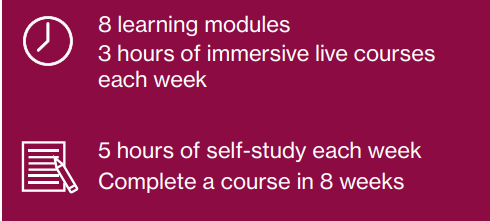 8 learning modules
3 hours of immersive live courses
each week
5 hours of self-study each week
Complete a course in 8 weeks